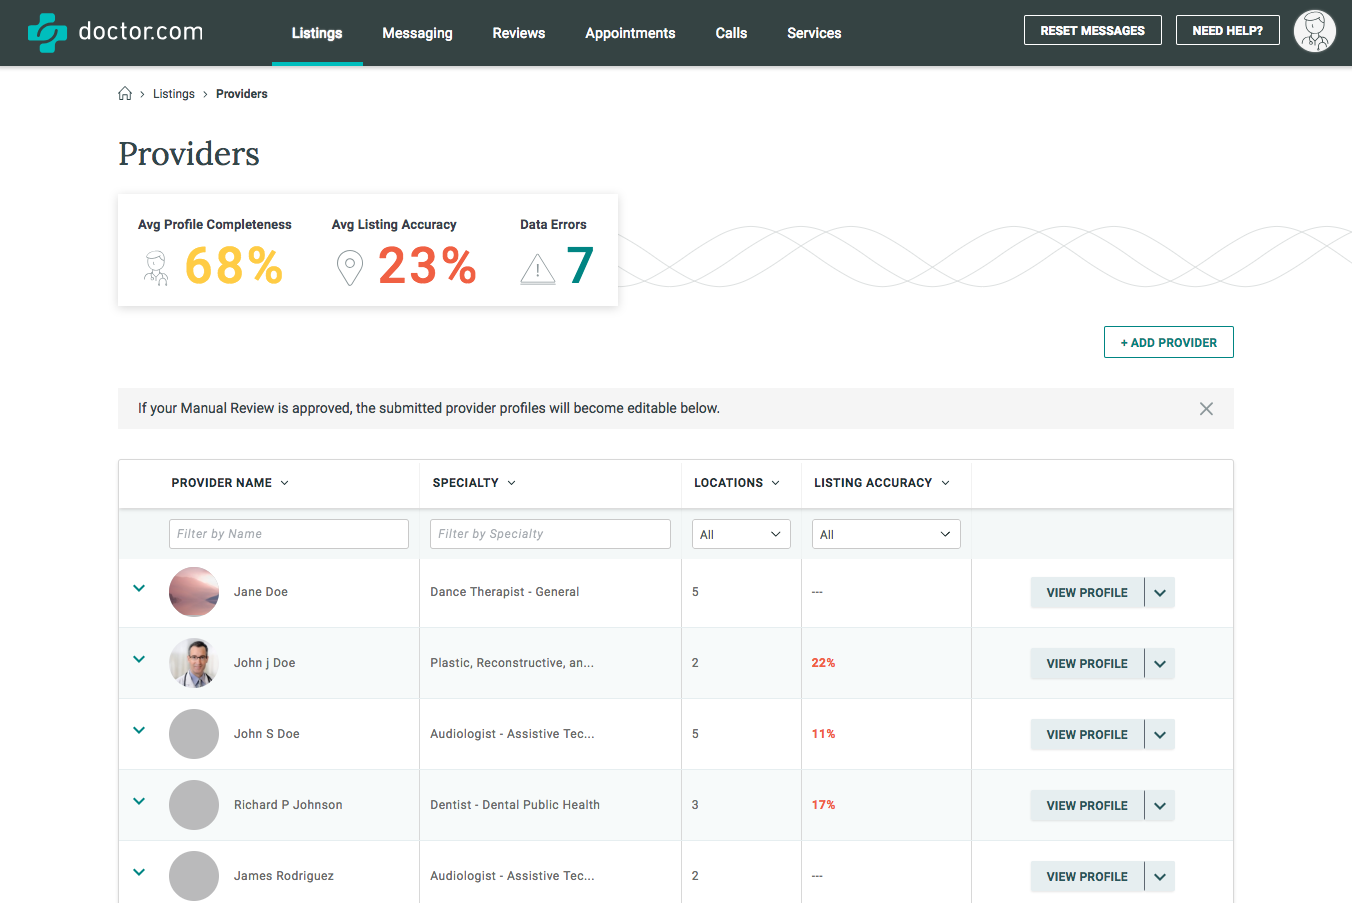 doctor.com
Listings Messaging Reviews Appointments Calls Services
RESET MESSAGES NEED HELP?
Listings > Providers
Providers
Avg Profile Completeness Avg Listing Accuracy Data Errors
68% 23% 7
+ ADD PROVIDER
If your Manual Review is approved, the submitted provider profiles will become editable below.
PROVIDER NAME SPECIALTY LOCATIONS LISTING ACCURACY
Filter by Name Filter by Specialty All All
Jane Doe Dance Therapist - General 5 --- VIEW PROFILE
John j Doe Plastic, Reconstructive, an... 2 22% VIEW PROFILE
John S Doe Audiologist - Assistive Tec... 5 11% VIEW PROFILE
Richard P Johnson Dentist - Dental Public Health 3 17% VIEW PROFILE
James Rodriguez Audiologist - Assistive Tec... 2 --- VIEW PROFILE